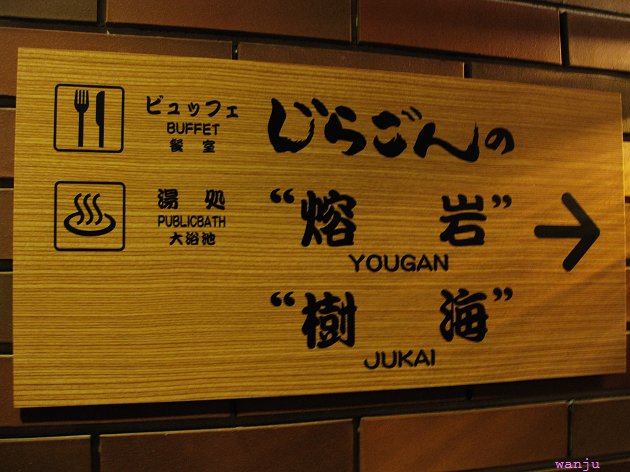 ビュッフェ
BUFFET
餐室
じらごんの
湯処
PUBLICBATH
大浴池
“熔岩”
YOUGAN
“樹海”
JUKAI
wanju